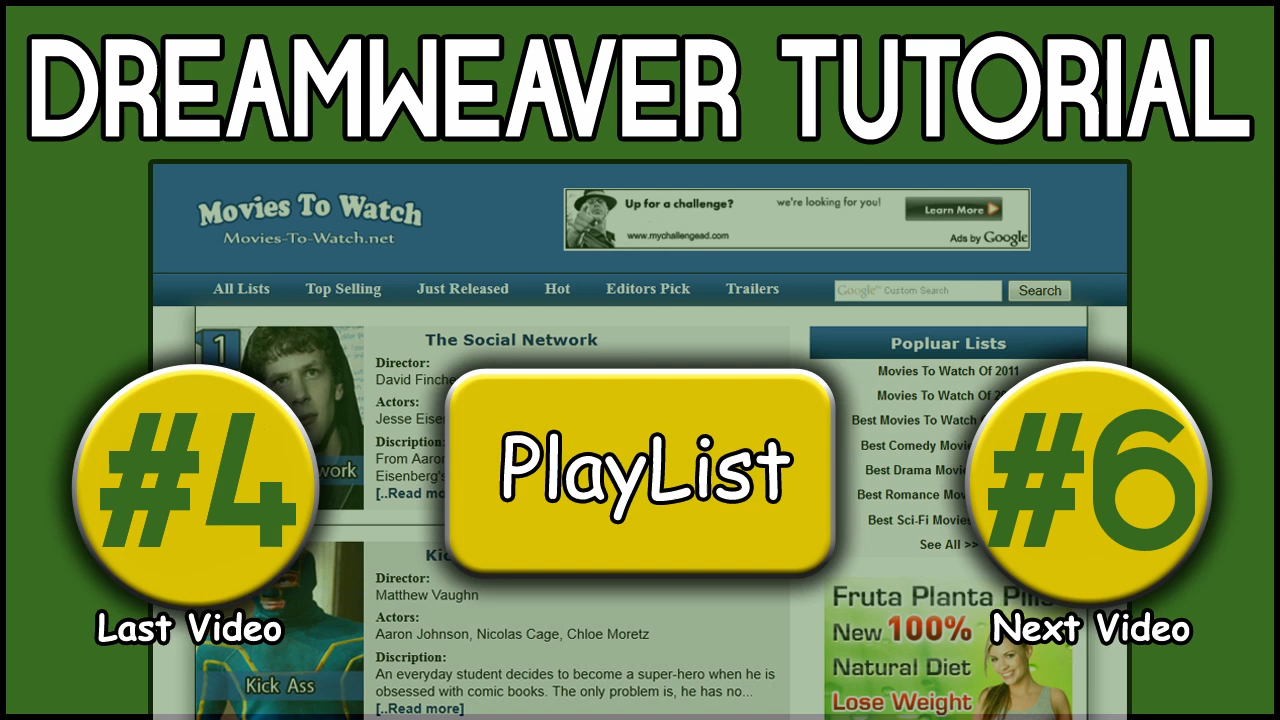 DREAMWEAVER TUTORIAL
Movies To Watch
Movies-To-Watch.net
Up for a challenge?
we're looking for you!
Learn More
www.mychallengead.com
Ads by Google
All Lists
Top Selling
Just Released
Hot
Editors Pick
Trailers
Google™ Custom Search
Search
1
The Social Network
Director:
David Finche
Actors:
Jesse Eise
Discription:
From Aaron
Eisenberg's
[..Read mo
work
Popluar Lists
Movies To Watch Of 2011
Movies To Watch Of 20
Best Movies To Watch
Best Comedy Movie
Best Drama Movi
Best Romance Mov
Best Sci-Fi Movies
See All >>
#4
Last Video
PlayList
#6
Next Video
Kic
Director:
Matthew Vaughn
Actors:
Aaron Johnson, Nicolas Cage, Chloe Moretz
Discription:
An everyday student decides to become a super-hero when he is
obsessed with comic books. The only problem is, he has no...
[..Read more]
Kick Ass
Fruta Planta Pills
New 100%
Natural Diet
Lose Weight